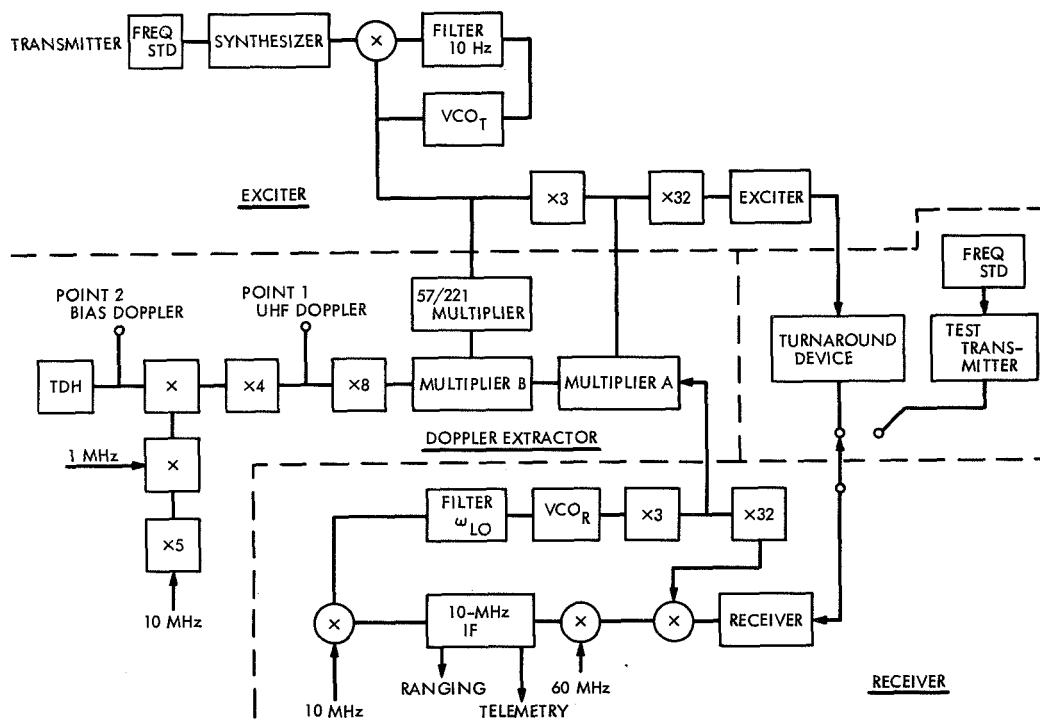 TRANSMITTER
FREQ
STD
SYNTHESIZER
×
FILTER
10 Hz
VCO_T
EXCITER
×3
×32
EXCITER
FREQ
STD
57/221
MULTIPLIER
TURNAROUND
DEVICE
TEST
TRANS-
MITTER
POINT 2
BIAS DOPPLER
POINT 1
UHF DOPPLER
TDH
×
×4
×8
MULTIPLIER B
MULTIPLIER A
DOPPLER EXTRACTOR
1 MHz
×
×5
10 MHz
FILTER
ω_LO
VCO_R
×3
×32
×
10-MHz
IF
×
×
RECEIVER
10 MHz
RANGING
TELEMETRY
60 MHz
RECEIVER